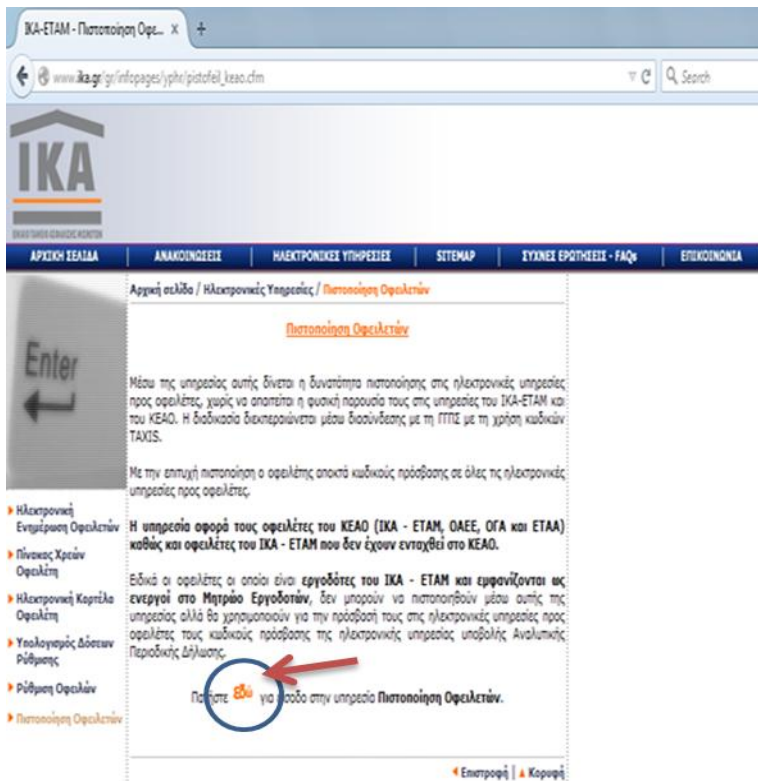 IKA-ETAM - Πιστοποίηση Οφε... × +
www.ika.gr/gr/infopages/yphr/pistofeil_keao.cfm
Search
IKA
ΑΡΧΙΚΗ ΣΕΛΙΔΑ | ΑΝΑΚΟΙΝΩΣΕΙΣ | ΗΛΕΚΤΡΟΝΙΚΕΣ ΥΠΗΡΕΣΙΕΣ | SITEMAP | ΣΥΧΝΕΣ ΕΡΩΤΗΣΕΙΣ - FAQs | ΕΠΙΚΟΙΝΩΝΙΑ
Enter
Αρχική σελίδα / Ηλεκτρονικές Υπηρεσίες / Πιστοποίηση Οφειλετών
Πιστοποίηση Οφειλετών
Μέσω της υπηρεσίας αυτής δίνεται η δυνατότητα πιστοποίησης στις ηλεκτρονικές υπηρεσίες
προς οφειλέτες, χωρίς να απαιτείται η φυσική παρουσία τους στις υπηρεσίες του ΙΚΑ-ΕΤΑΜ και
του ΚΕΑΟ. Η διαδικασία διεκπεραιώνεται μέσω διασύνδεσης με τη ΓΓΠΣ με τη χρήση κωδικών
TAXIS.
Με την επιτυχή πιστοποίηση ο οφειλέτης αποκτά κωδικούς πρόσβασης σε όλες τις ηλεκτρονικές
υπηρεσίες προς οφειλέτες.
Η υπηρεσία αφορά τους οφειλέτες του ΚΕΑΟ (ΙΚΑ - ΕΤΑΜ, ΟΑΕΕ, ΟΓΑ και ΕΤΑΑ)
καθώς και οφειλέτες του ΙΚΑ - ΕΤΑΜ που δεν έχουν ενταχθεί στο ΚΕΑΟ.
Ειδικά οι οφειλέτες οι οποίοι είναι εργοδότες του ΙΚΑ - ΕΤΑΜ και εμφανίζονται ως
ενεργοί στο Μητρώο Εργοδοτών, δεν μπορούν να πιστοποιηθούν μέσω αυτής της
υπηρεσίας αλλά θα χρησιμοποιούν για την πρόσβασή τους στις ηλεκτρονικές υπηρεσίες προς
οφειλέτες τους κωδικούς πρόσβασης της ηλεκτρονικής υπηρεσίας υποβολής Αναλυτικής
Περιοδικής Δήλωσης.
Πατήστε εδώ για είσοδο στην υπηρεσία Πιστοποίηση Οφειλετών.
Ηλεκτρονική
Ενημέρωση Οφειλετών
Πίνακας Χρεών
Οφειλέτη
Ηλεκτρονική Καρτέλα
Οφειλέτη
Υπολογισμός Δόσεων
Ρύθμισης
Ρύθμιση Οφειλών
Πιστοποίηση Οφειλετών
Επιστροφή | Κορυφή